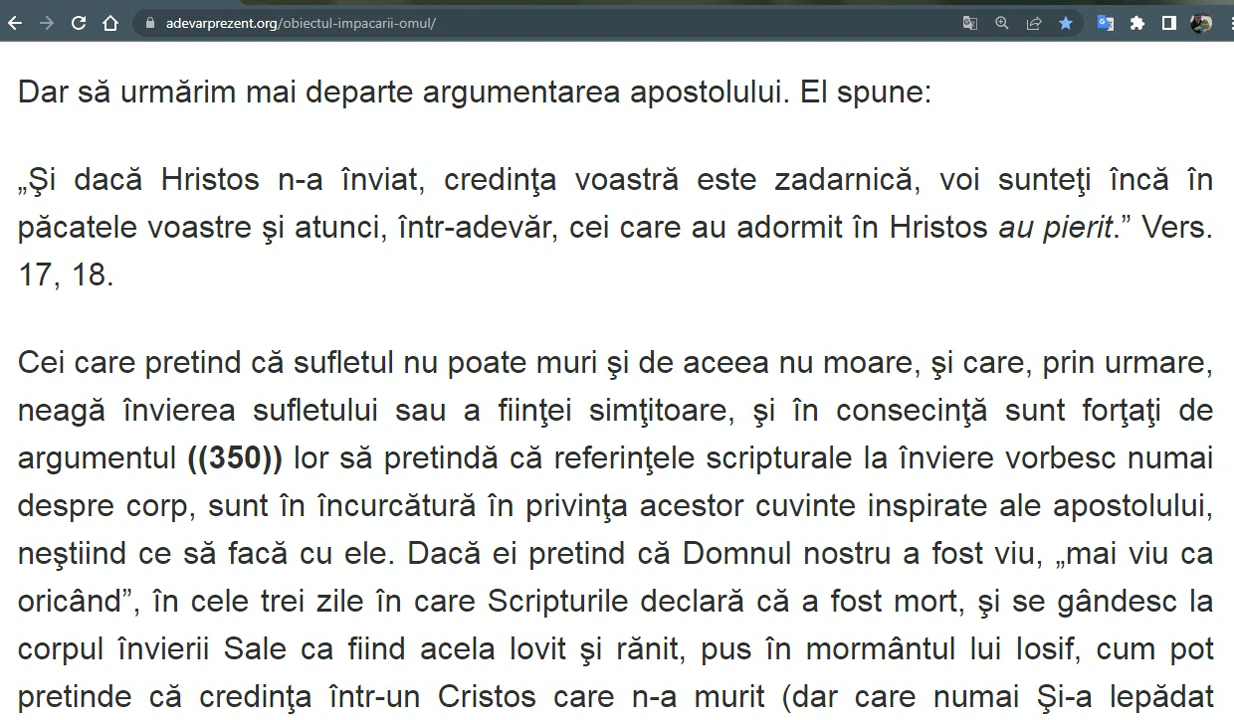 adevarprezent.org/obiectul-impacarii-omul/
Dar să urmărim mai departe argumentarea apostolului. El spune:
„Şi dacă Hristos n-a înviat, credinţa voastră este zadarnică, voi sunteţi încă în
păcatele voastre şi atunci, într-adevăr, cei care au adormit în Hristos au pierit.” Vers.
17, 18.
Cei care pretind că sufletul nu poate muri şi de aceea nu moare, şi care, prin urmare,
neagă învierea sufletului sau a fiinţei simţitoare, şi în consecinţă sunt forţaţi de
argumentul ((350)) lor să pretindă că referinţele scripturale la înviere vorbesc numai
despre corp, sunt în încurcătură în privinţa acestor cuvinte inspirate ale apostolului,
neştiind ce să facă cu ele. Dacă ei pretind că Domnul nostru a fost viu, „mai viu ca
oricând”, în cele trei zile în care Scripturile declară că a fost mort, şi se gândesc la
corpul învierii Sale ca fiind acela lovit şi rănit, pus în mormântul lui Iosif, cum pot
pretinde că credinţa într-un Cristos care n-a murit (dar care numai Şi-a lepădat